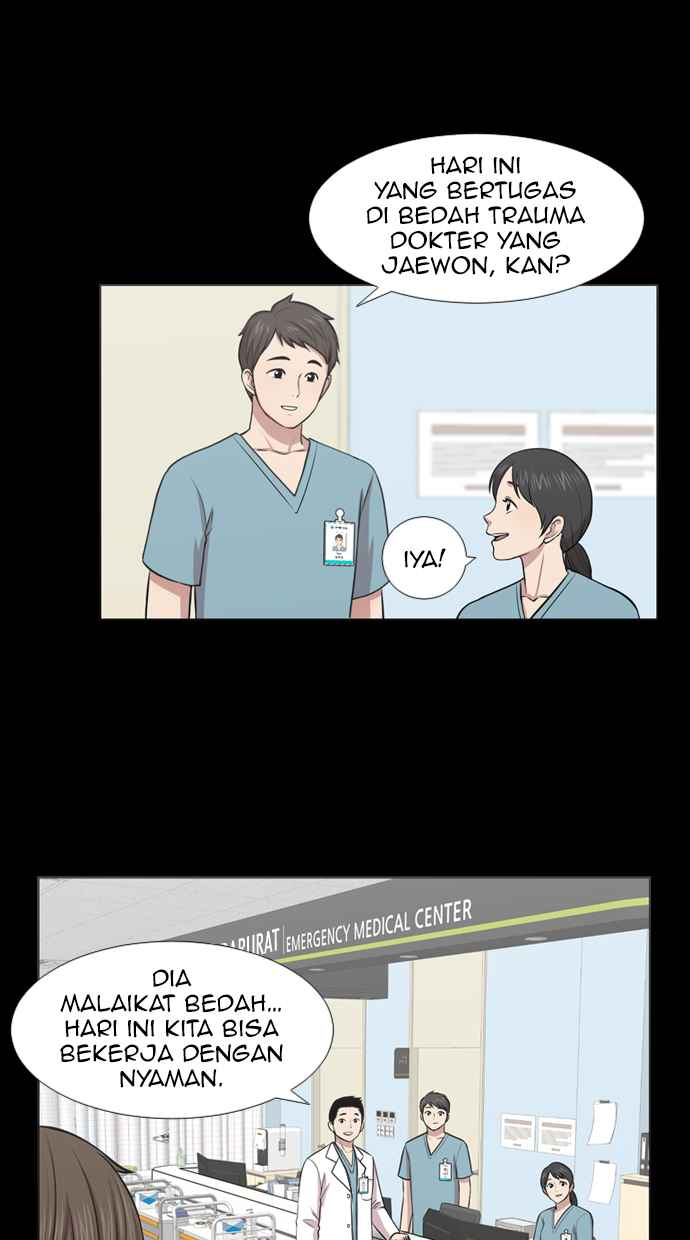 HARI INI
YANG BERTUGAS
DI BEDAH TRAUMA
DOKTER YANG
JAEWON, KAN?
IYA!
EMERGENCY MEDICAL CENTER
DIA
MALAIKAT BEDAH...
HARI INI KITA BISA
BEKERJA DENGAN
NYAMAN.